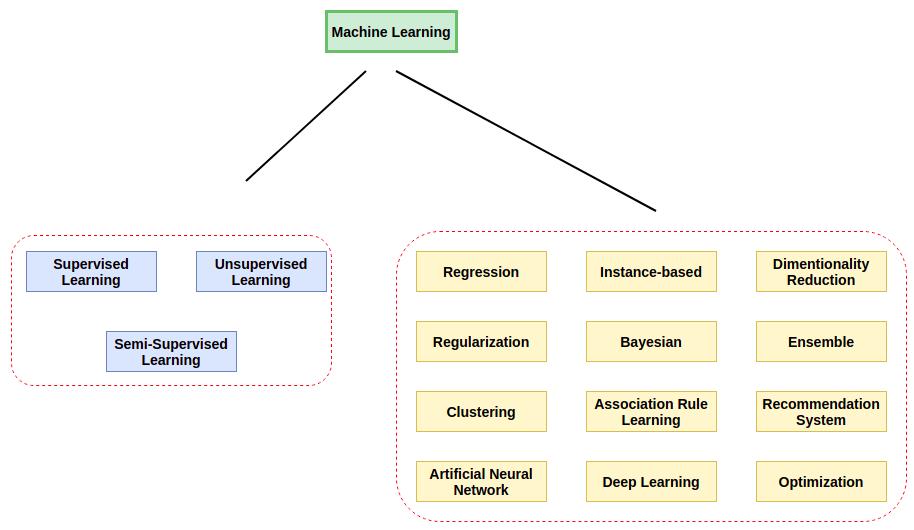 Machine Learning
Supervised
Learning
Unsupervised
Learning
Semi-Supervised
Learning
Regression
Instance-based
Dimentionality
Reduction
Regularization
Bayesian
Ensemble
Clustering
Association Rule
Learning
Recommendation
System
Artificial Neural
Network
Deep Learning
Optimization